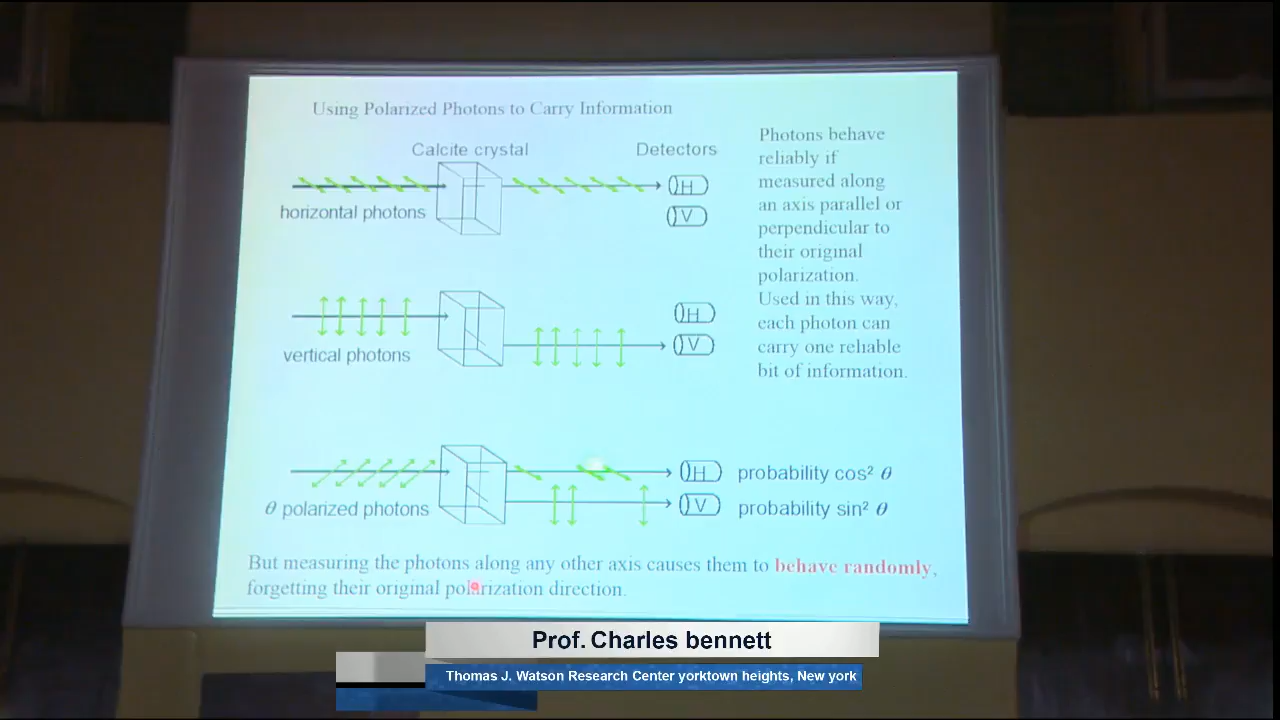 Using Polarized Photons to Carry Information
Calcite crystal
Detectors
H
V
horizontal photons
Photons behave
reliably if
measured along
an axis parallel or
perpendicular to
their original
polarization.
Used in this way,
each photon can
carry one reliable
bit of information.
H
V
vertical photons
H
probability cos² θ
V
probability sin² θ
θ polarized photons
But measuring the photons along any other axis causes them to behave randomly,
forgetting their original polarization direction.
Prof. Charles bennett
Thomas J. Watson Research Center yorktown heights, New york